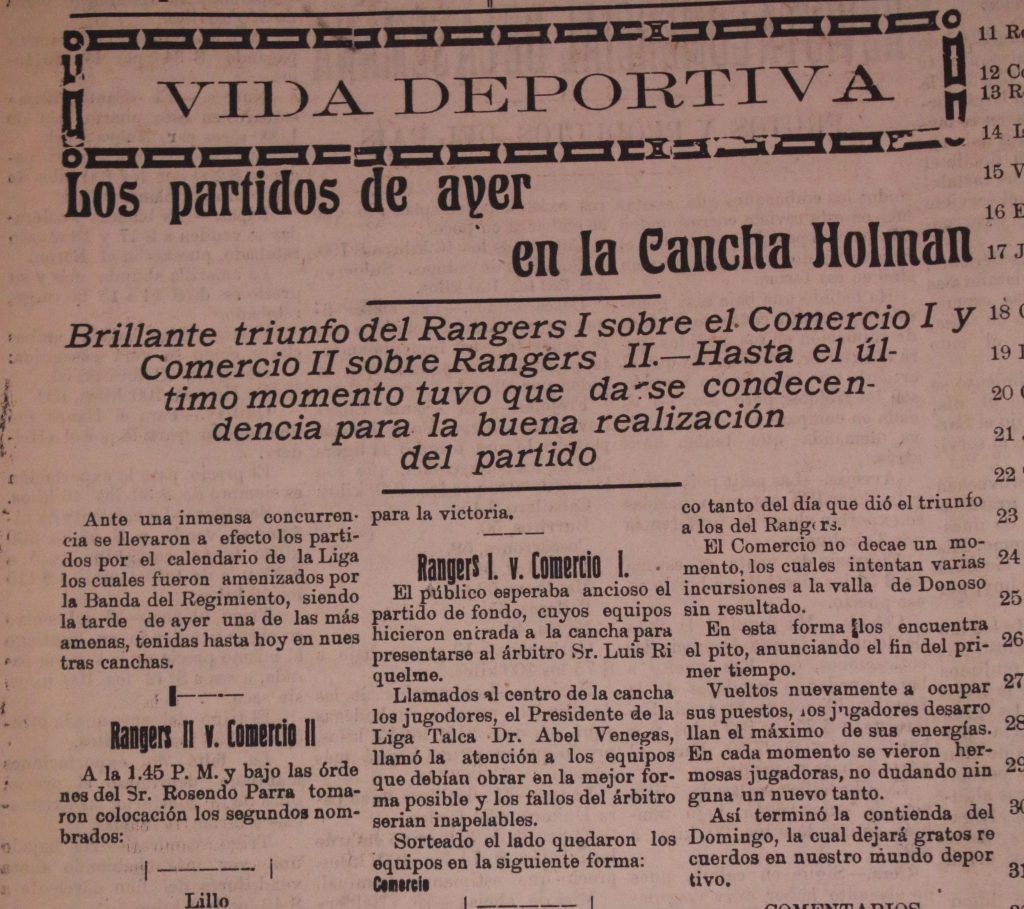 VIDA DEPORTIVA
Los partidos de ayer
en la Cancha Holman
Brillante triunfo del Rangers I sobre el Comercio I y
Comercio II sobre Rangers II.—Hasta el úl-
timo momento tuvo que darse condecen-
dencia para la buena realización
del partido
Ante una inmensa concurren-
cia se llevaron a efecto los parti-
dos por el calendario de la Liga
los cuales fueron amenizados por
la Banda del Regimiento, siendo
la tarde de ayer una de las más
amenas, tenidas hasta hoy en nues
tras canchas.
Rangers II v. Comercio II
A la 1.45 P. M. y bajo las órde
nes del Sr. Rosendo Parra toma-
ron colocación los segundos nom-
brados:
Lillo
para la victoria.
Rangers I. v. Comercio I.
El público esperaba ancioso el
partido de fondo, cuyos equipos
hicieron entrada a la cancha para
presentarse al árbitro Sr. Luis Ri
quelme.
Llamados al centro de la cancha
los jugodores, el Presidente de la
Liga Talca Dr. Abel Venegas,
llamó la atención a los equipos
que debían obrar en la mejor for-
ma posible y los fallos del árbitro
serian inapelables.
Sorteado el lado quedaron los
equipos en la siguiente forma:
Comercio
co tanto del día que dió el triunfo
a los del Rangers.
El Comercio no decae un mo-
mento, los cuales intentan varias
incursiones a la valla de Donoso
sin resultado.
En esta forma los encuentra
el pito, anunciando el fin del pri-
mer tiempo.
Vueltos nuevamente a ocupar
sus puestos, los jugadores desarro
llan el máximo de sus energías.
En cada momento se vieron her-
mosas jugadoras, no dudando nin
guna un nuevo tanto.
Así terminó la contienda del
Domingo, la cual dejará gratos re
cuerdos en nuestro mundo depor
tivo.
COMENTARIOS
11
12
13
14
15
16
17
18
19
20
21
22
23
24
25
26
27
28
29
30
31